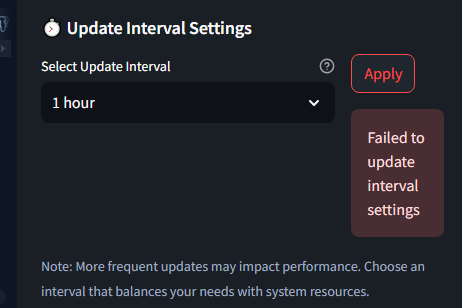 ⏱️ Update Interval Settings
Select Update Interval
1 hour
Apply
Failed to
update
interval
settings
Note: More frequent updates may impact performance. Choose an
interval that balances your needs with system resources.